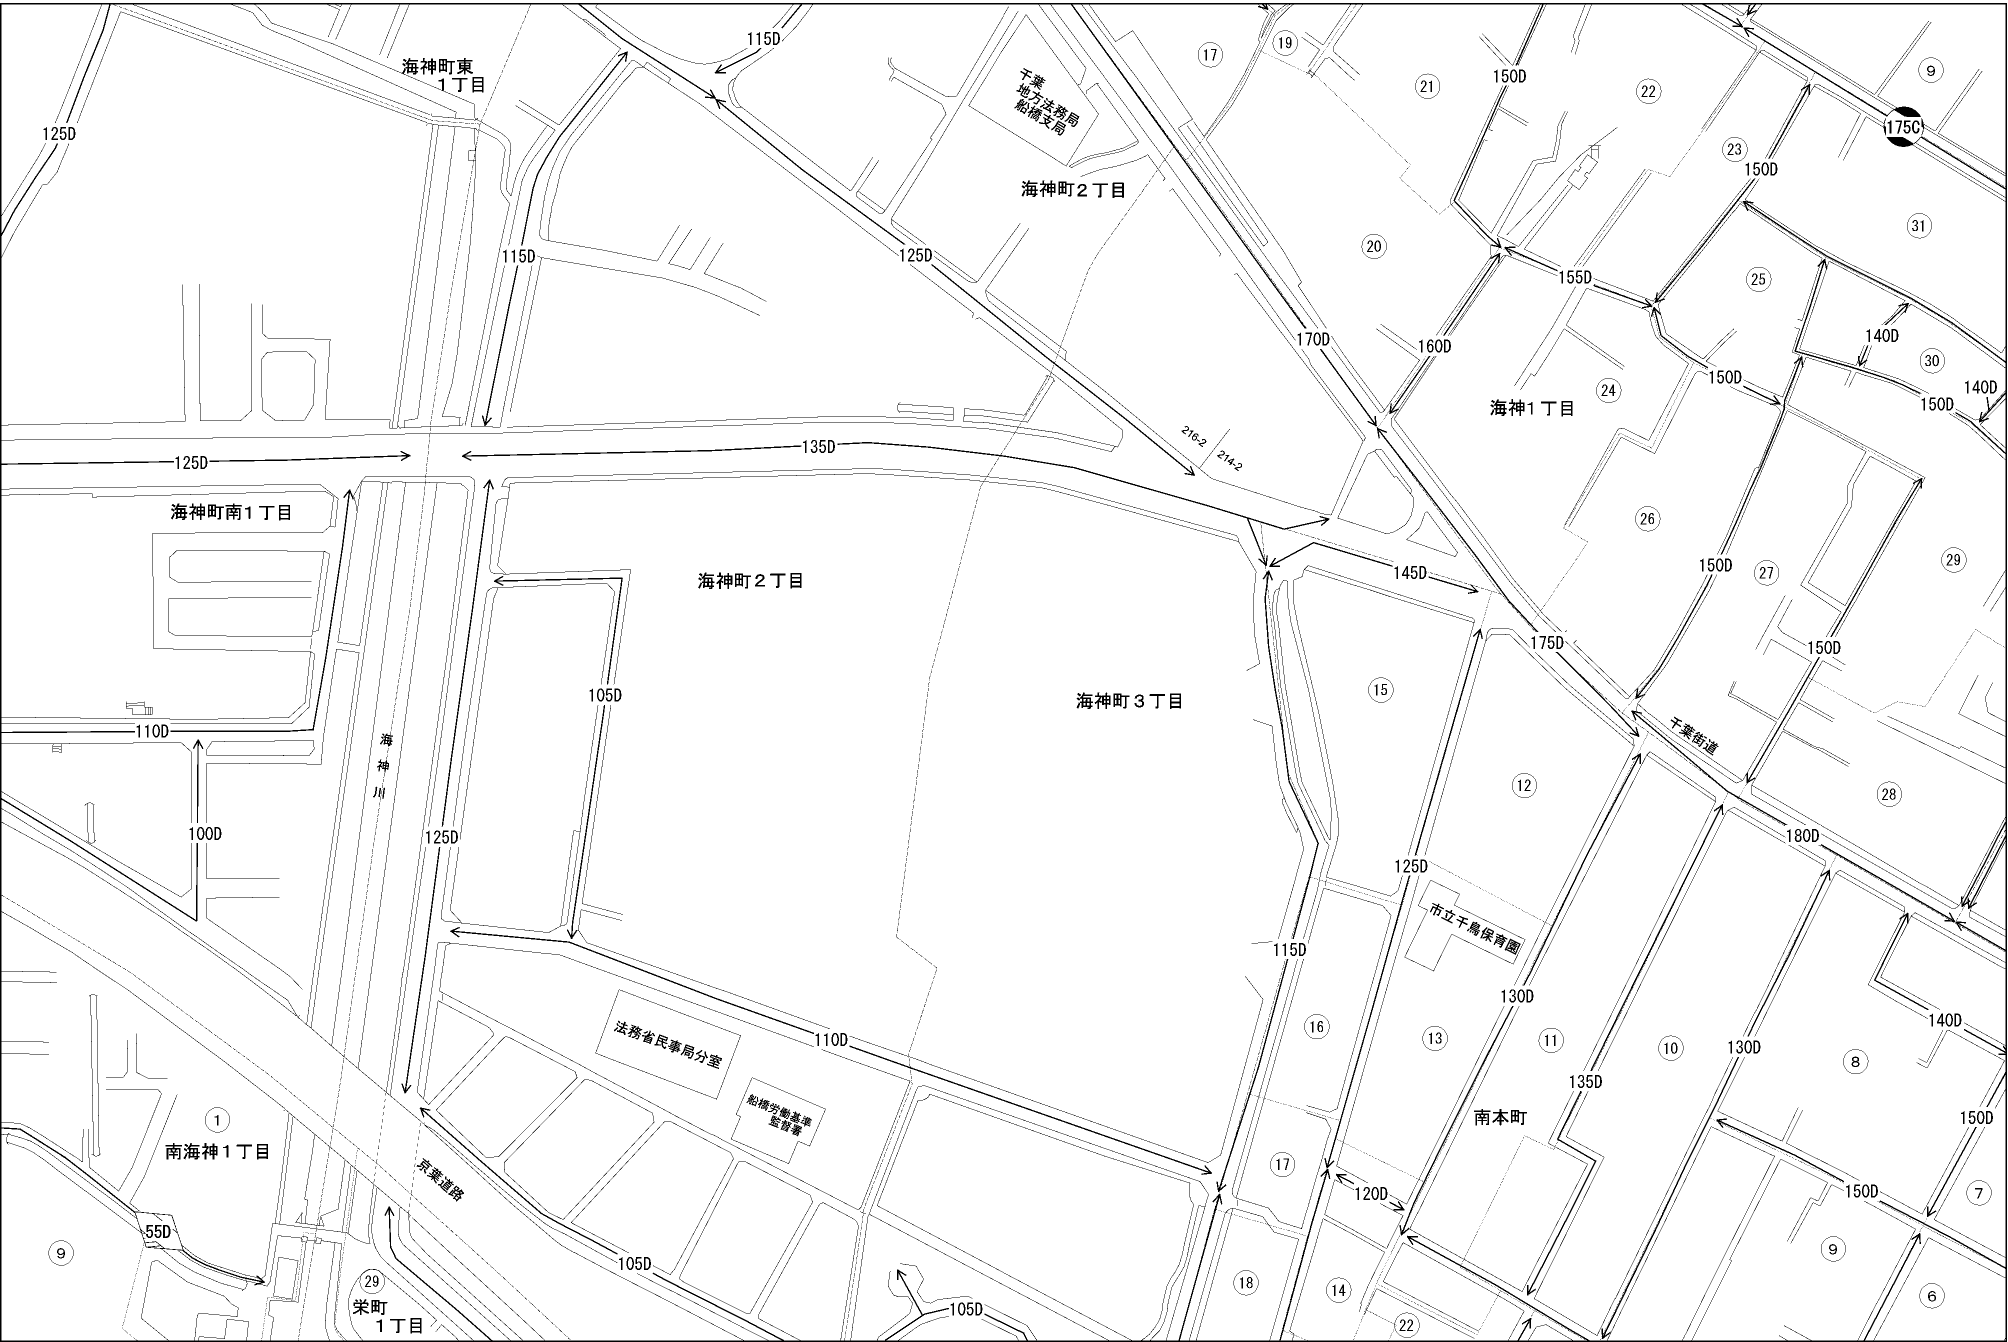 115D
17
19
海神町東
１丁目
千葉
地方法務局
船橋支局
150D
21
22
9
175C
125D
23
150D
海神町２丁目
31
20
115D
125D
155D
25
170D
160D
140D
30
150D
24
140D
150D
海神１丁目
216-2
214-2
135D
125D
海神町南１丁目
26
29
150D
27
145D
海神町２丁目
175D
150D
15
105D
海神町３丁目
110D
海神川
千葉街道
12
28
100D
125D
180D
125D
市立千鳥保育園
115D
130D
140D
16
法務省民事局分室
110D
13
11
10
130D
8
135D
船橋労働基準
監督署
南本町
150D
1
南海神１丁目
京葉道路
17
120D
150D
7
55D
9
105D
9
29
栄町
１丁目
18
14
105D
6
22